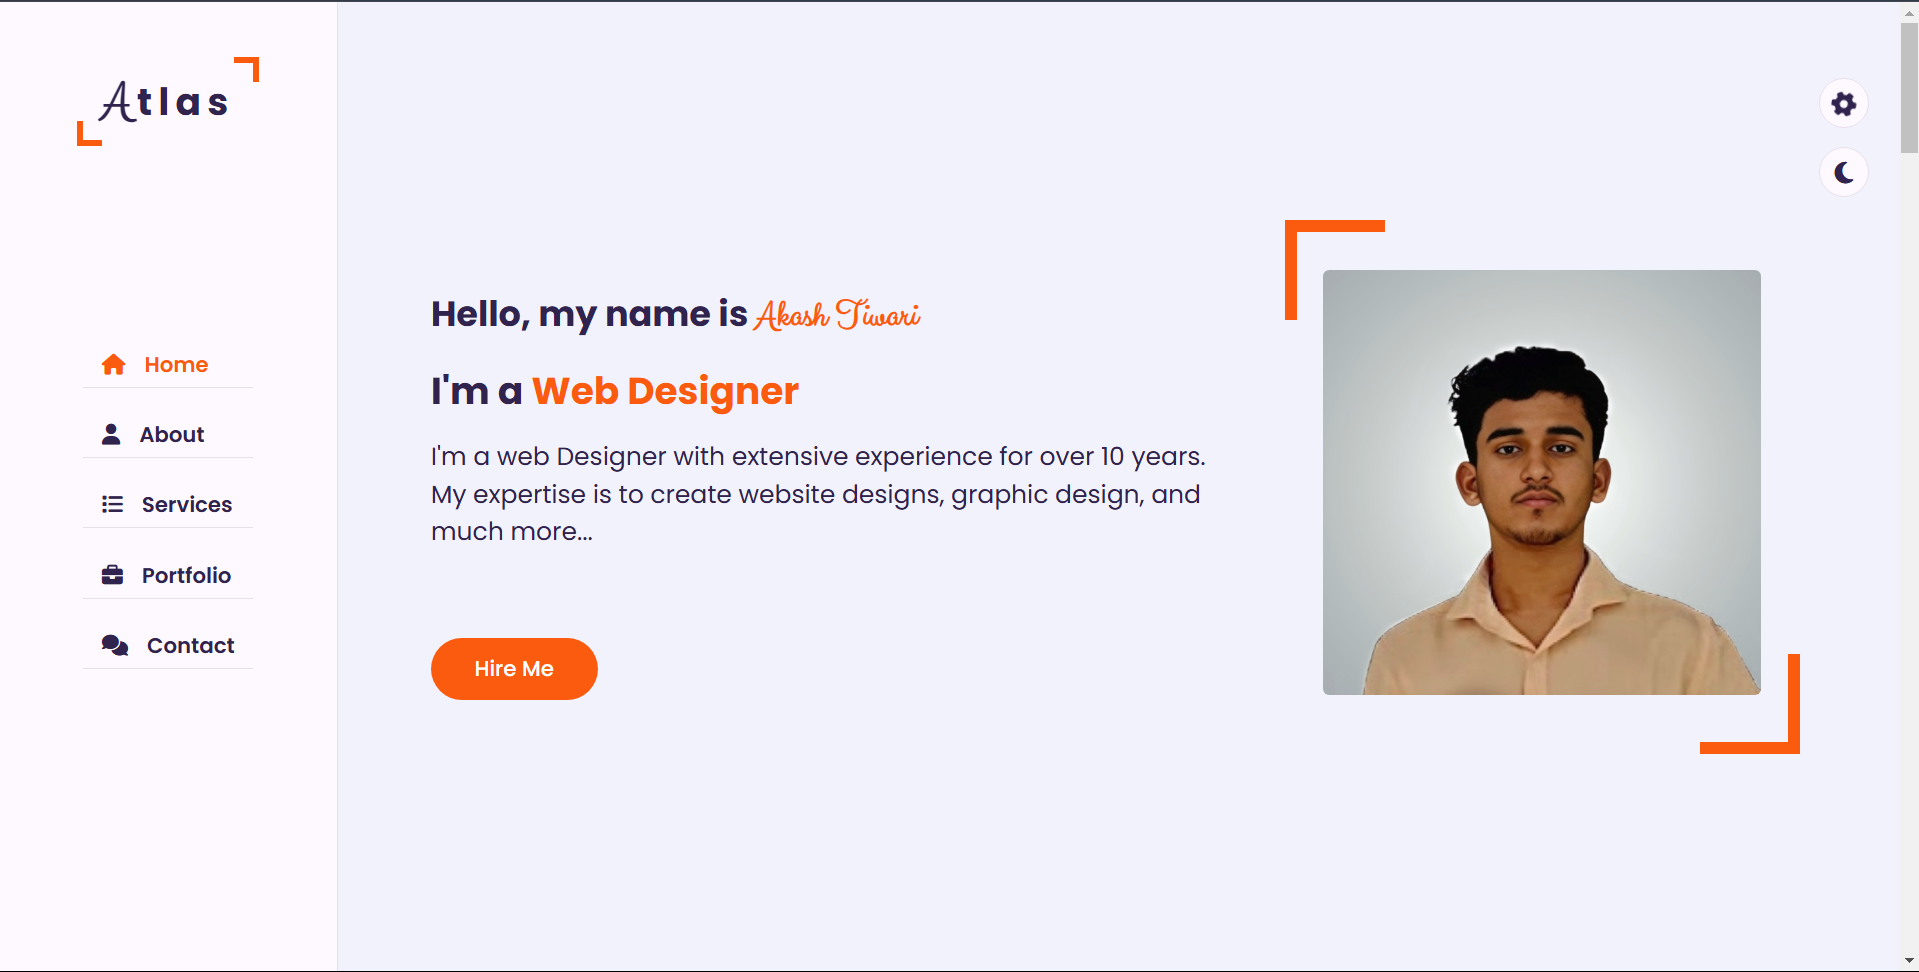 Atlas
Home
About
Services
Portfolio
Contact
Hello, my name is Akash Tiwari
I'm a Web Designer
I'm a web Designer with extensive experience for over 10 years.
My expertise is to create website designs, graphic design, and
much more...
Hire Me